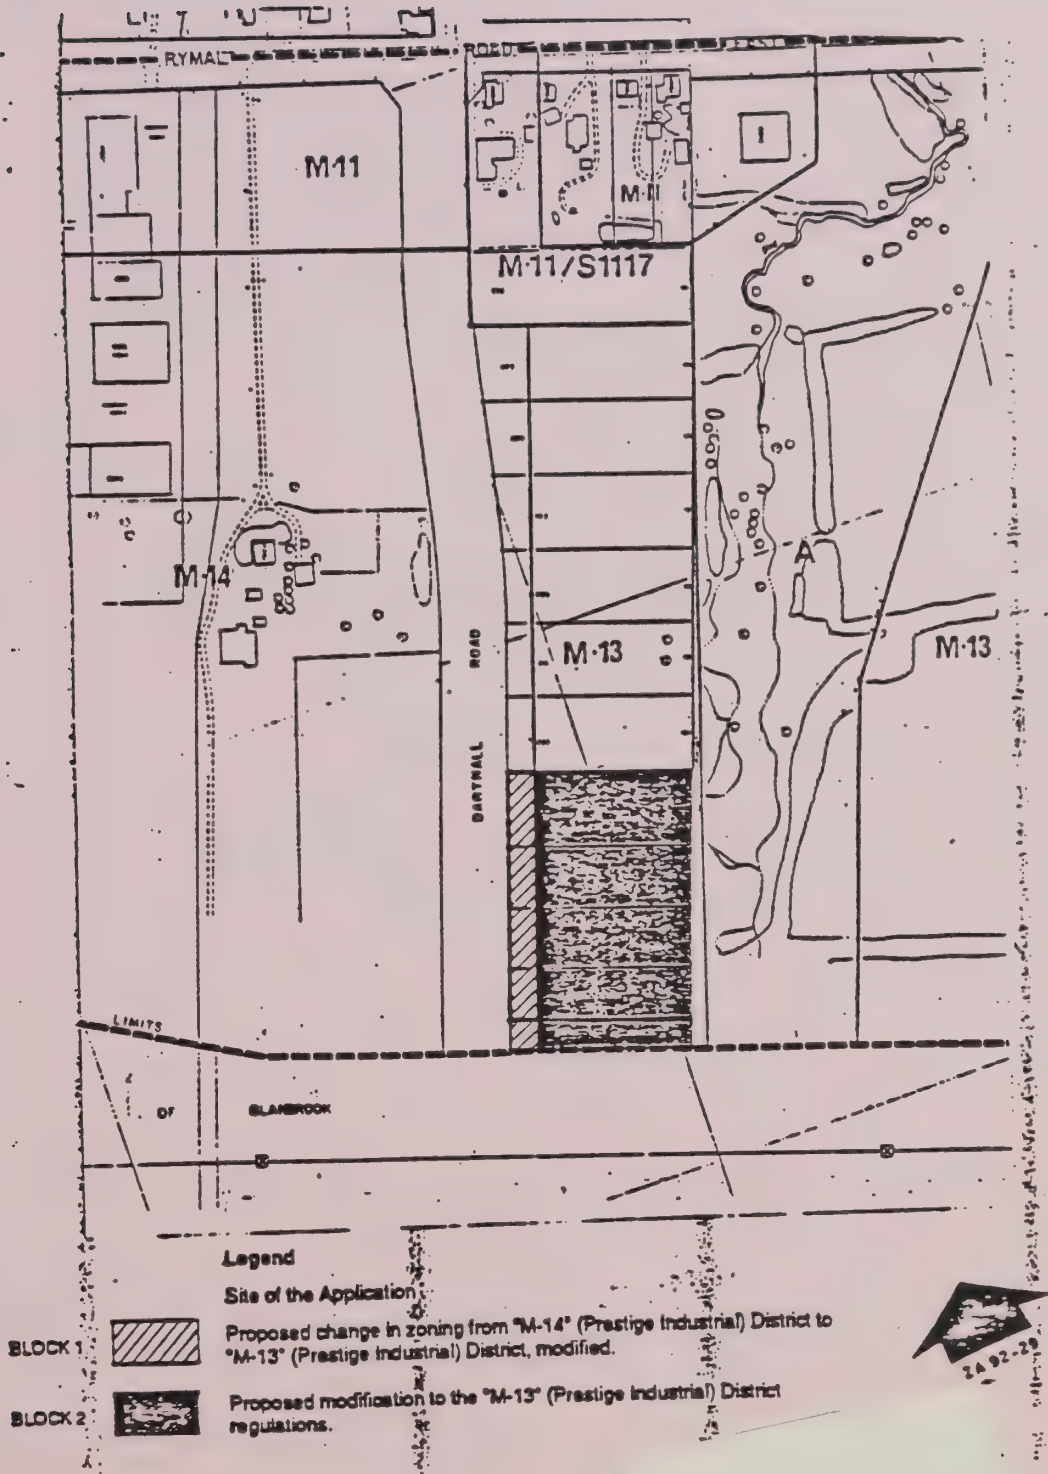 RYMAL ROAD EAST
M·11
M·11
M·11/S1117
A
M·14
M·13
M·13
ROAD
DARTNALL
LIMITS
OF GLANBROOK
Legend
Site of the Application
BLOCK 1
Proposed change in zoning from "M-14" (Prestige Industrial) District to
"M-13" (Prestige Industrial) District, modified.
BLOCK 2
Proposed modification to the "M-13" (Prestige Industrial) District
regulations.
ZA 92-29